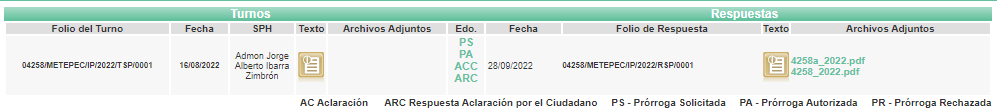 Turnos Respuestas
Folio del Turno Fecha SPH Texto Archivos Adjuntos Edo. Fecha Folio de Respuesta Texto Archivos Adjuntos
04258/METEPEC/IP/2022/TSP/0001 16/08/2022 Admon Jorge Alberto Ibarra Zimbrón PS PA ACC ARC 28/09/2022 04258/METEPEC/IP/2022/RSP/0001 4258a_2022.pdf 4258_2022.pdf
AC Aclaración ARC Respuesta Aclaración por el Ciudadano PS - Prórroga Solicitada PA - Prórroga Autorizada PR - Prórroga Rechazada